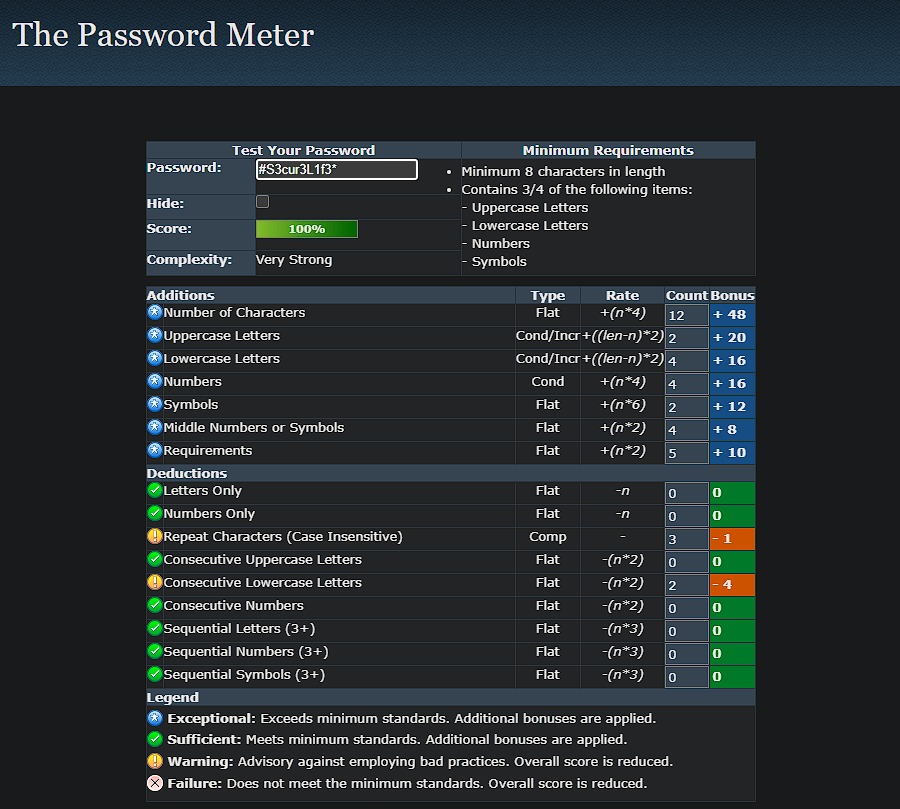 The Password Meter
Test Your Password Minimum Requirements
Password: #S3cur3L1f3*
• Minimum 8 characters in length
• Contains 3/4 of the following items:
Hide:
- Uppercase Letters
Score: 100%
- Lowercase Letters
- Numbers
Complexity: Very Strong
- Symbols
Additions Type Rate Count Bonus
Number of Characters Flat +(n*4) 12 + 48
Uppercase Letters Cond/Incr +((len-n)*2) 2 + 20
Lowercase Letters Cond/Incr +((len-n)*2) 4 + 16
Numbers Cond +(n*4) 4 + 16
Symbols Flat +(n*6) 2 + 12
Middle Numbers or Symbols Flat +(n*2) 4 + 8
Requirements Flat +(n*2) 5 + 10
Deductions
Letters Only Flat -n 0 0
Numbers Only Flat -n 0 0
Repeat Characters (Case Insensitive) Comp - 3 - 1
Consecutive Uppercase Letters Flat -(n*2) 0 0
Consecutive Lowercase Letters Flat -(n*2) 2 - 4
Consecutive Numbers Flat -(n*2) 0 0
Sequential Letters (3+) Flat -(n*3) 0 0
Sequential Numbers (3+) Flat -(n*3) 0 0
Sequential Symbols (3+) Flat -(n*3) 0 0
Legend
Exceptional: Exceeds minimum standards. Additional bonuses are applied.
Sufficient: Meets minimum standards. Additional bonuses are applied.
Warning: Advisory against employing bad practices. Overall score is reduced.
Failure: Does not meet the minimum standards. Overall score is reduced.